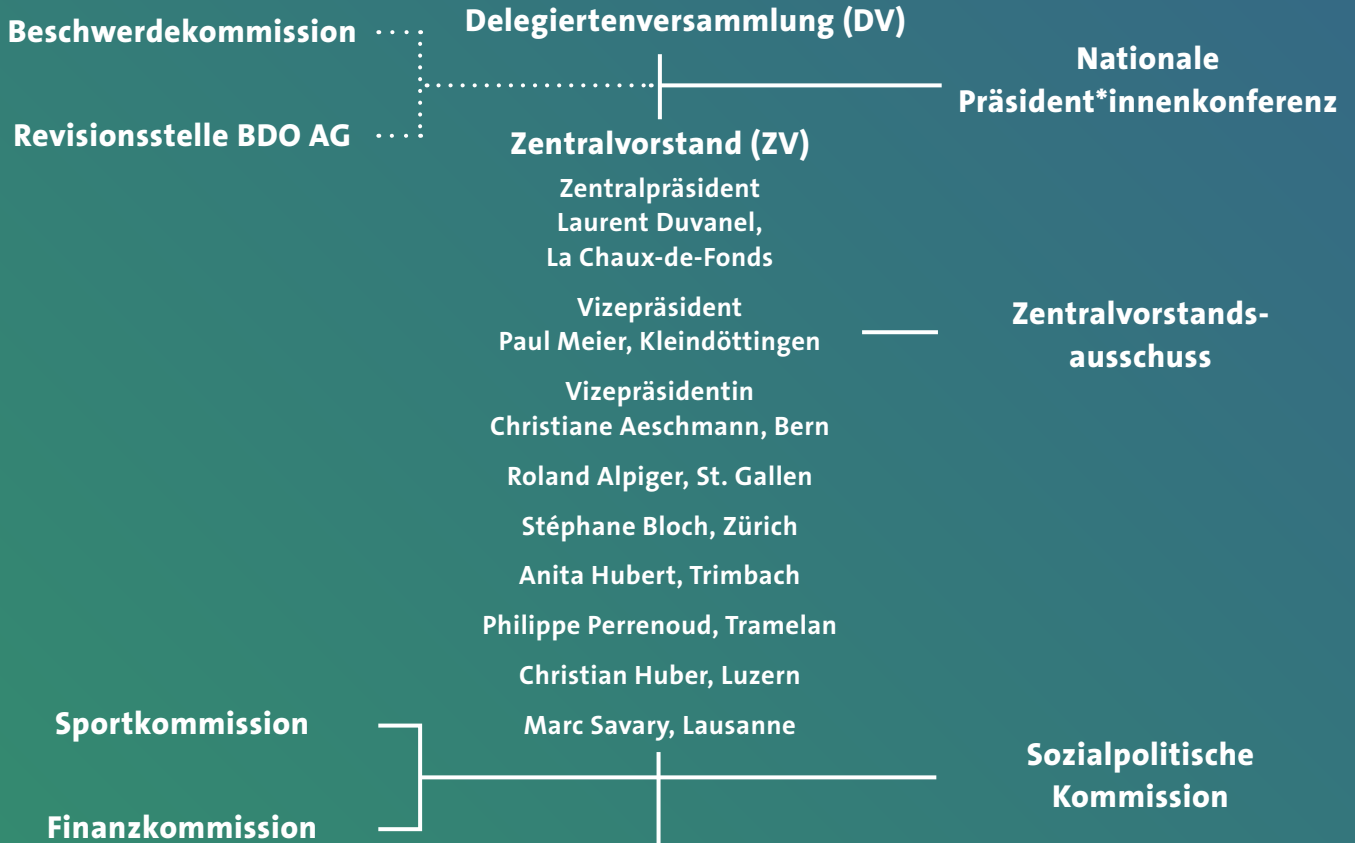 Beschwerdekommission
Revisionsstelle BDO AG
Delegiertenversammlung (DV)
Nationale
Präsident*innenkonferenz
Zentralvorstand (ZV)
Zentralpräsident
Laurent Duvanel,
La Chaux-de-Fonds
Vizepräsident
Paul Meier, Kleindöttingen
Vizepräsidentin
Christiane Aeschmann, Bern
Roland Alpiger, St. Gallen
Stéphane Bloch, Zürich
Anita Hubert, Trimbach
Philippe Perrenoud, Tramelan
Christian Huber, Luzern
Marc Savary, Lausanne
Zentralvorstands-
ausschuss
Sportkommission
Finanzkommission
Sozialpolitische
Kommission